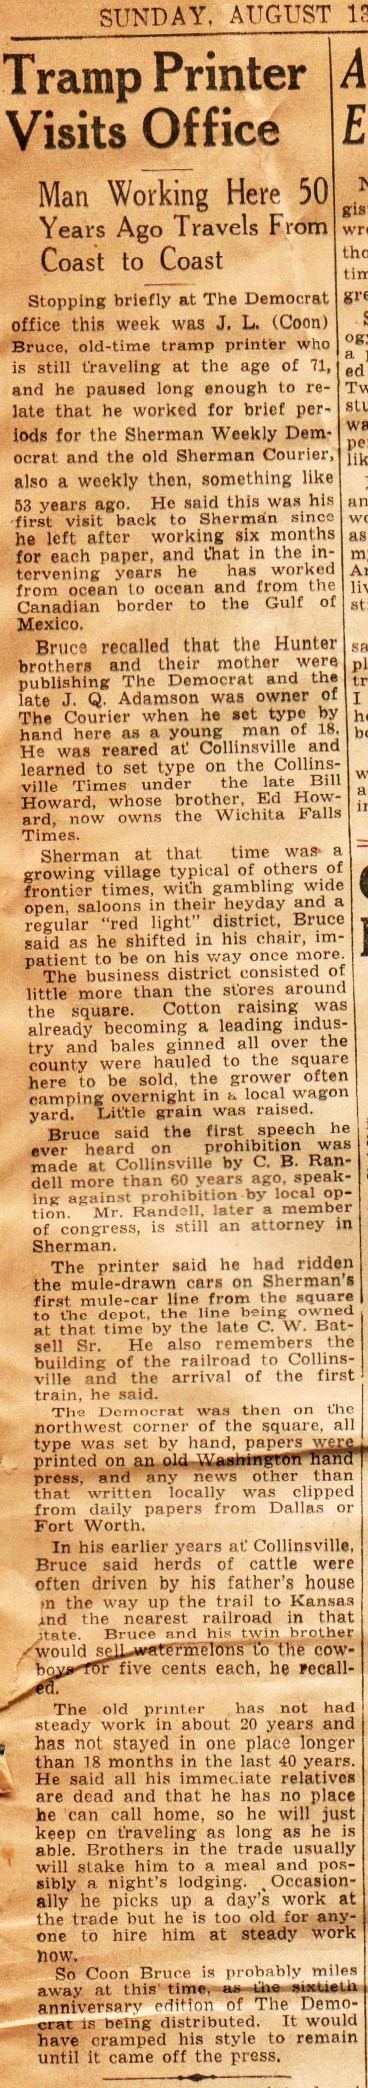 SUNDAY, AUGUST 13
Tramp Printer
Visits Office
Man Working Here 50
Years Ago Travels From
Coast to Coast
Stopping briefly at The Democrat
office this week was J. L. (Coon)
Bruce, old-time tramp printer who
is still traveling at the age of 71,
and he paused long enough to re-
late that he worked for brief per-
iods for the Sherman Weekly Dem-
ocrat and the old Sherman Courier,
also a weekly then, something like
53 years ago. He said this was his
first visit back to Sherman since
he left after working six months
for each paper, and that in the in-
tervening years he has worked
from ocean to ocean and from the
Canadian border to the Gulf of
Mexico.
Bruce recalled that the Hunter
brothers and their mother were
publishing The Democrat and the
late J. Q. Adamson was owner of
The Courier when he set type by
hand here as a young man of 18.
He was reared at Collinsville and
learned to set type on the Collins-
ville Times under the late Bill
Howard, whose brother, Ed How-
ard, now owns the Wichita Falls
Times.
Sherman at that time was a
growing village typical of others of
frontier times, with gambling wide
open, saloons in their heyday and a
regular "red light" district, Bruce
said as he shifted in his chair, im-
patient to be on his way once more.
The business district consisted of
little more than the stores around
the square. Cotton raising was
already becoming a leading indus-
try and bales ginned all over the
county were hauled to the square
here to be sold, the grower often
camping overnight in a local wagon
yard. Little grain was raised.
Bruce said the first speech he
ever heard on prohibition was
made at Collinsville by C. B. Ran-
dell more than 60 years ago, speak-
ing against prohibition by local op-
tion. Mr. Randell, later a member
of congress, is still an attorney in
Sherman.
The printer said he had ridden
the mule-drawn cars on Sherman's
first mule-car line from the square
to the depot, the line being owned
at that time by the late C. W. Bat-
sell Sr. He also remembers the
building of the railroad to Collins-
ville and the arrival of the first
train, he said.
The Democrat was then on the
northwest corner of the square, all
type was set by hand, papers were
printed on an old Washington hand
press, and any news other than
that written locally was clipped
from daily papers from Dallas or
Fort Worth.
In his earlier years at Collinsville,
Bruce said herds of cattle were
often driven by his father's house
on the way up the trail to Kansas
and the nearest railroad in that
state. Bruce and his twin brother
would sell watermelons to the cow-
boys for five cents each, he recall-
ed.
The old printer has not had
steady work in about 20 years and
has not stayed in one place longer
than 18 months in the last 40 years.
He said all his immediate relatives
are dead and that he has no place
he can call home, so he will just
keep on traveling as long as he is
able. Brothers in the trade usually
will stake him to a meal and pos-
sibly a night's lodging. Occasion-
ally he picks up a day's work at
the trade but he is too old for any-
one to hire him at steady work
now.
So Coon Bruce is probably miles
away at this time, as the sixtieth
anniversary edition of The Demo-
crat is being distributed. It would
have cramped his style to remain
until it came off the press.